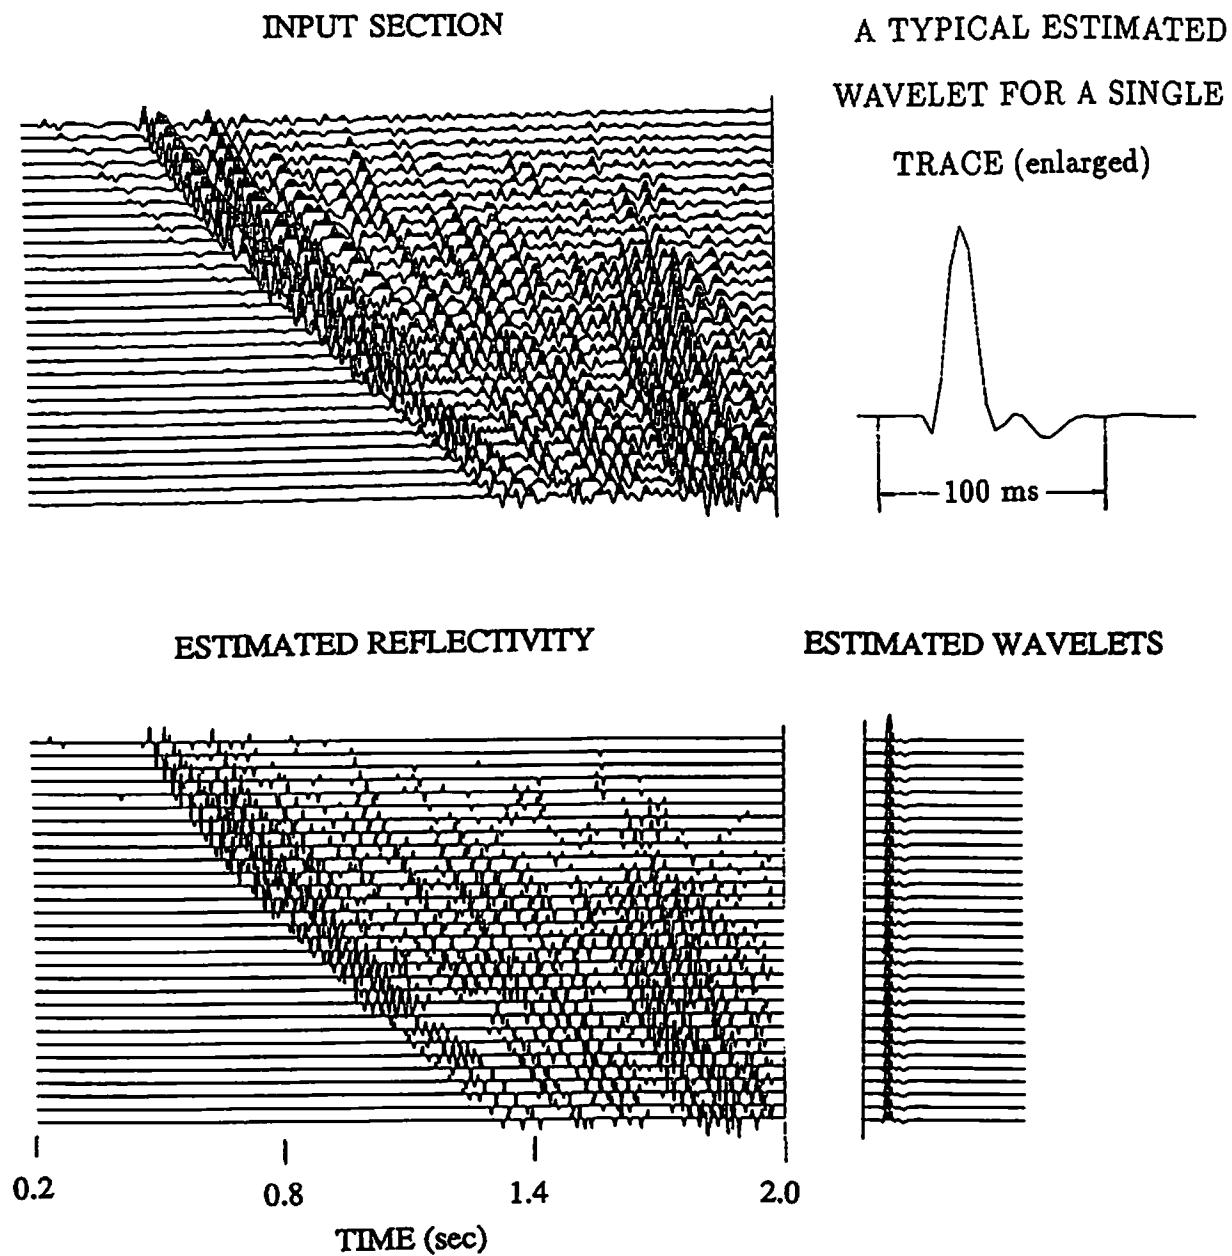 INPUT SECTION
A TYPICAL ESTIMATED
WAVELET FOR A SINGLE
TRACE (enlarged)
100 ms
ESTIMATED REFLECTIVITY
ESTIMATED WAVELETS
0.2
0.8
1.4
2.0
TIME (sec)